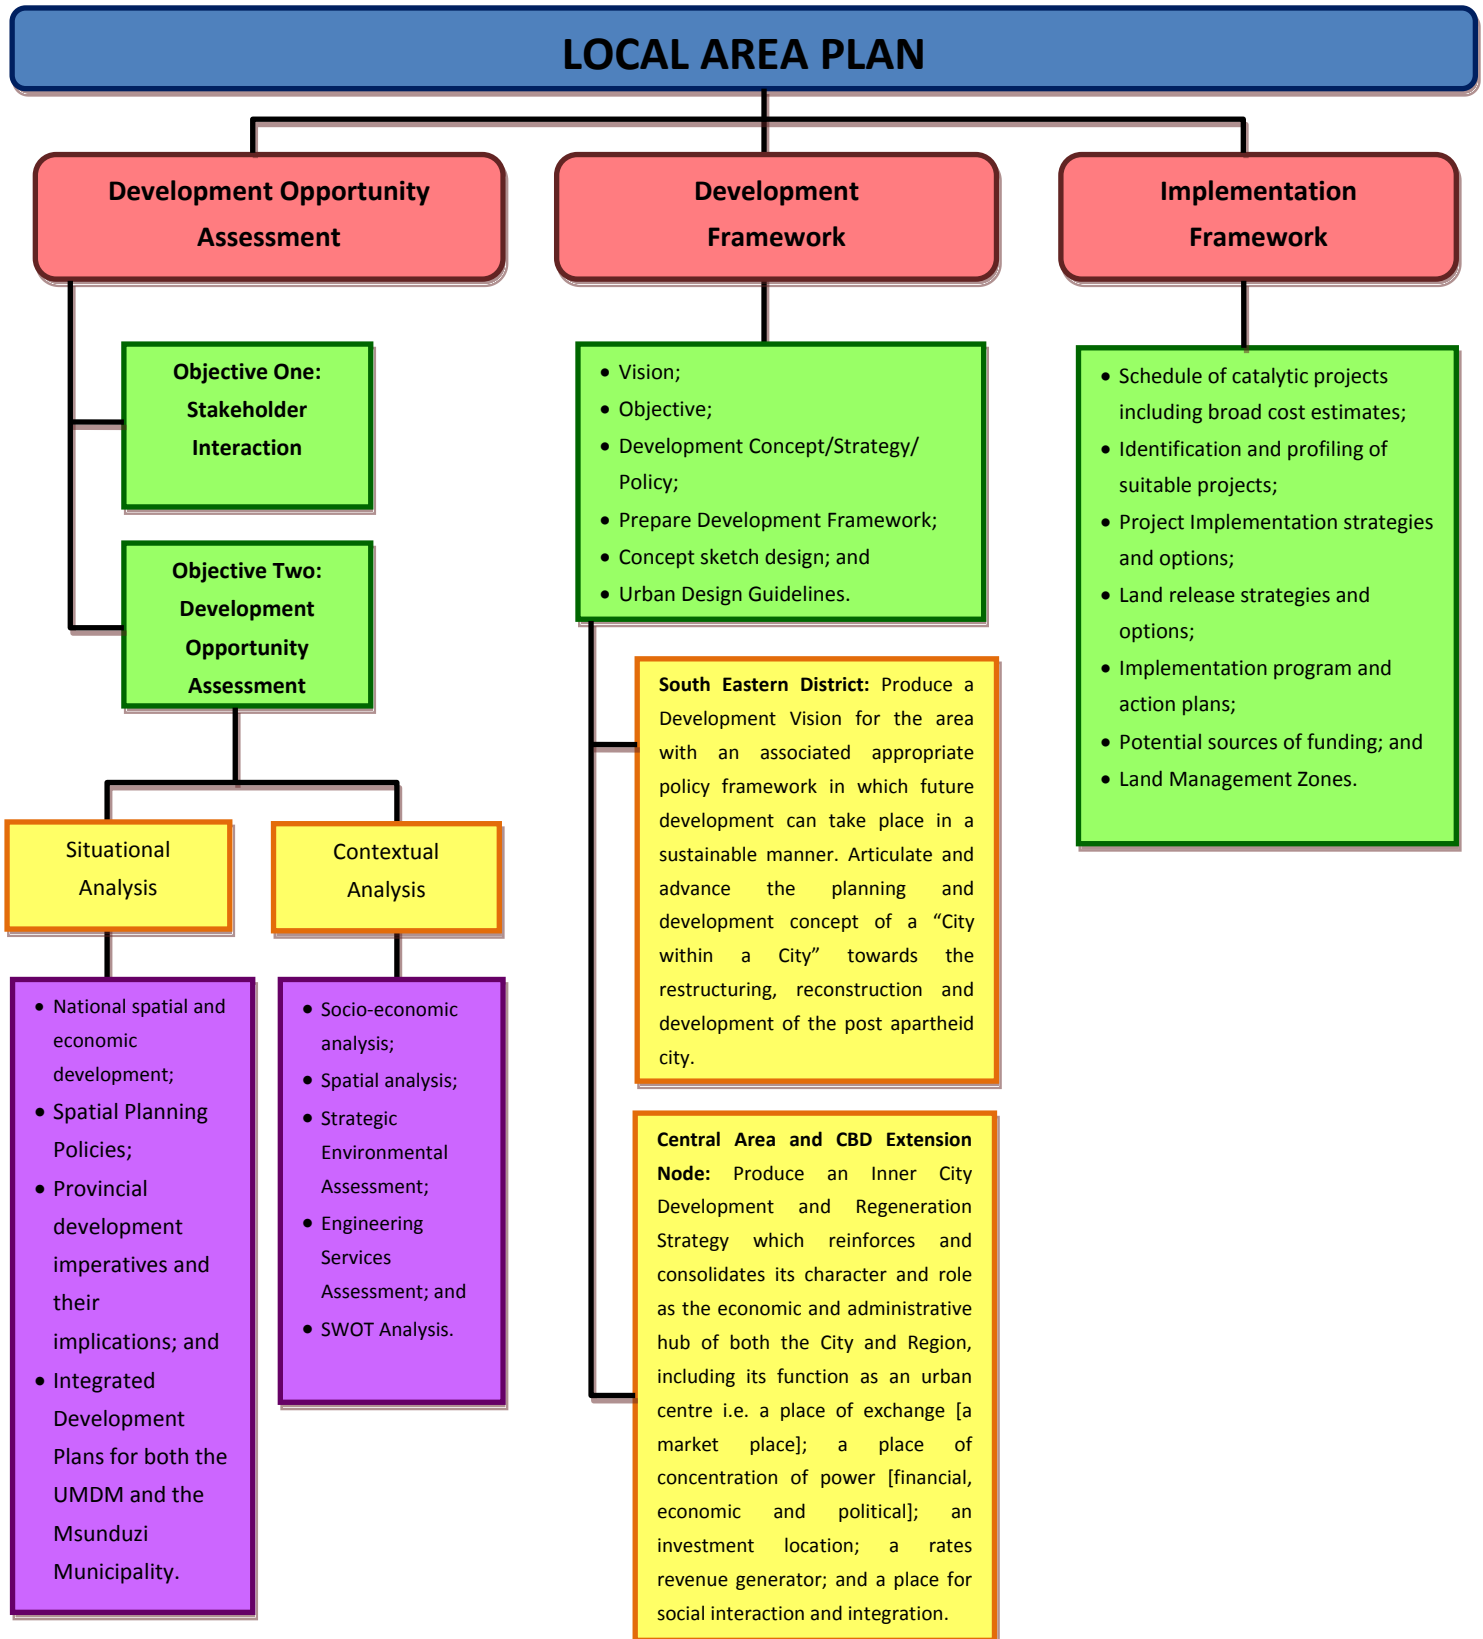 LOCAL AREA PLAN
Development Opportunity
Assessment
Objective One:
Stakeholder
Interaction
Objective Two:
Development
Opportunity
Assessment
Situational
Analysis
• National spatial and
economic
development;
• Spatial Planning
Policies;
• Provincial
development
imperatives and
their
implications; and
• Integrated
Development
Plans for both the
UMDM and the
Msunduzi
Municipality.
Contextual
Analysis
• Socio-economic
analysis;
• Spatial analysis;
• Strategic
Environmental
Assessment;
• Engineering
Services
Assessment; and
• SWOT Analysis.
Development
Framework
• Vision;
• Objective;
• Development Concept/Strategy/
Policy;
• Prepare Development Framework;
• Concept sketch design; and
• Urban Design Guidelines.
South Eastern District: Produce a
Development Vision for the area
with an associated appropriate
policy framework in which future
development can take place in a
sustainable manner. Articulate and
advance the planning and
development concept of a “City
within a City” towards the
restructuring, reconstruction and
development of the post apartheid
city.
Central Area and CBD Extension
Node: Produce an Inner City
Development and Regeneration
Strategy which reinforces and
consolidates its character and role
as the economic and administrative
hub of both the City and Region,
including its function as an urban
centre i.e. a place of exchange [a
market place]; a place of
concentration of power [financial,
economic and political]; an
investment location; a rates
revenue generator; and a place for
social interaction and integration.
Implementation
Framework
• Schedule of catalytic projects
including broad cost estimates;
• Identification and profiling of
suitable projects;
• Project Implementation strategies
and options;
• Land release strategies and
options;
• Implementation program and
action plans;
• Potential sources of funding; and
• Land Management Zones.